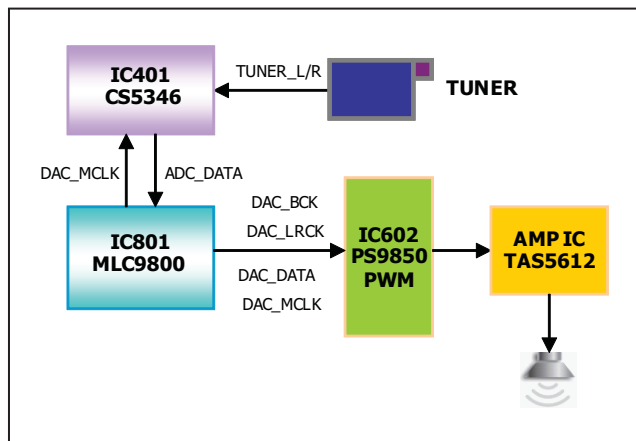 IC401
CS5346
TUNER_L/R
TUNER
DAC_MCLK
ADC_DATA
IC801
MLC9800
DAC_BCK
DAC_LRCK
DAC_DATA
DAC_MCLK
IC602
PS9850
PWM
AMP IC
TAS5612